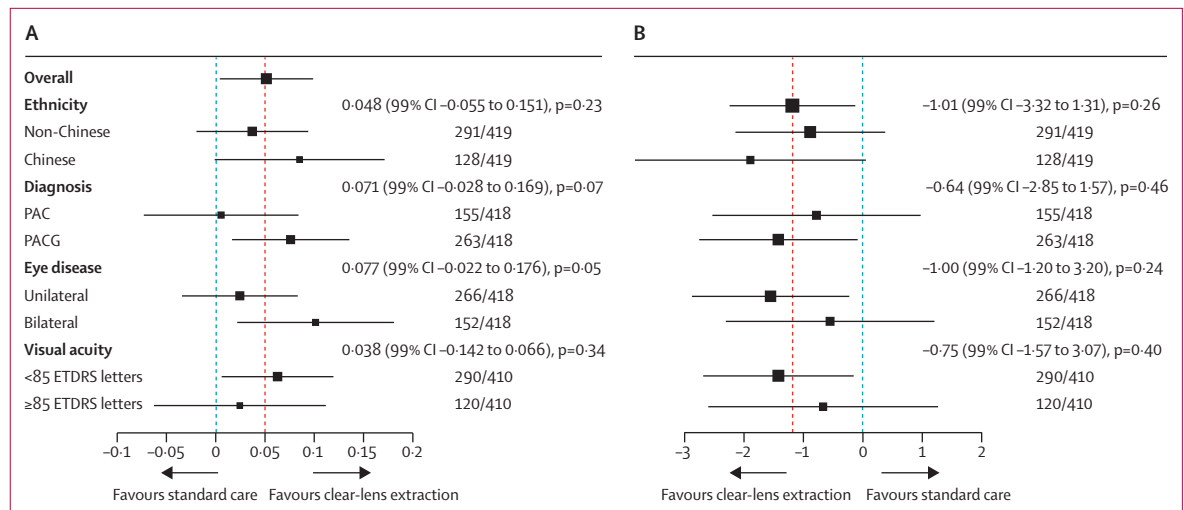 A
B
Overall
Ethnicity 0·048 (99% CI –0·055 to 0·151), p=0·23 –1·01 (99% CI –3·32 to 1·31), p=0·26
Non-Chinese 291/419 291/419
Chinese 128/419 128/419
Diagnosis 0·071 (99% CI –0·028 to 0·169), p=0·07 –0·64 (99% CI –2·85 to 1·57), p=0·46
PAC 155/418 155/418
PACG 263/418 263/418
Eye disease 0·077 (99% CI –0·022 to 0·176), p=0·05 –1·00 (99% CI –1·20 to 3·20), p=0·24
Unilateral 266/418 266/418
Bilateral 152/418 152/418
Visual acuity 0·038 (99% CI –0·142 to 0·066), p=0·34 –0·75 (99% CI –1·57 to 3·07), p=0·40
<85 ETDRS letters 290/410 290/410
≥85 ETDRS letters 120/410 120/410
–0·1 –0·05 0 0·05 0·1 0·15 0·2 –3 –2 –1 0 1 2
Favours standard care Favours clear-lens extraction Favours clear-lens extraction Favours standard care